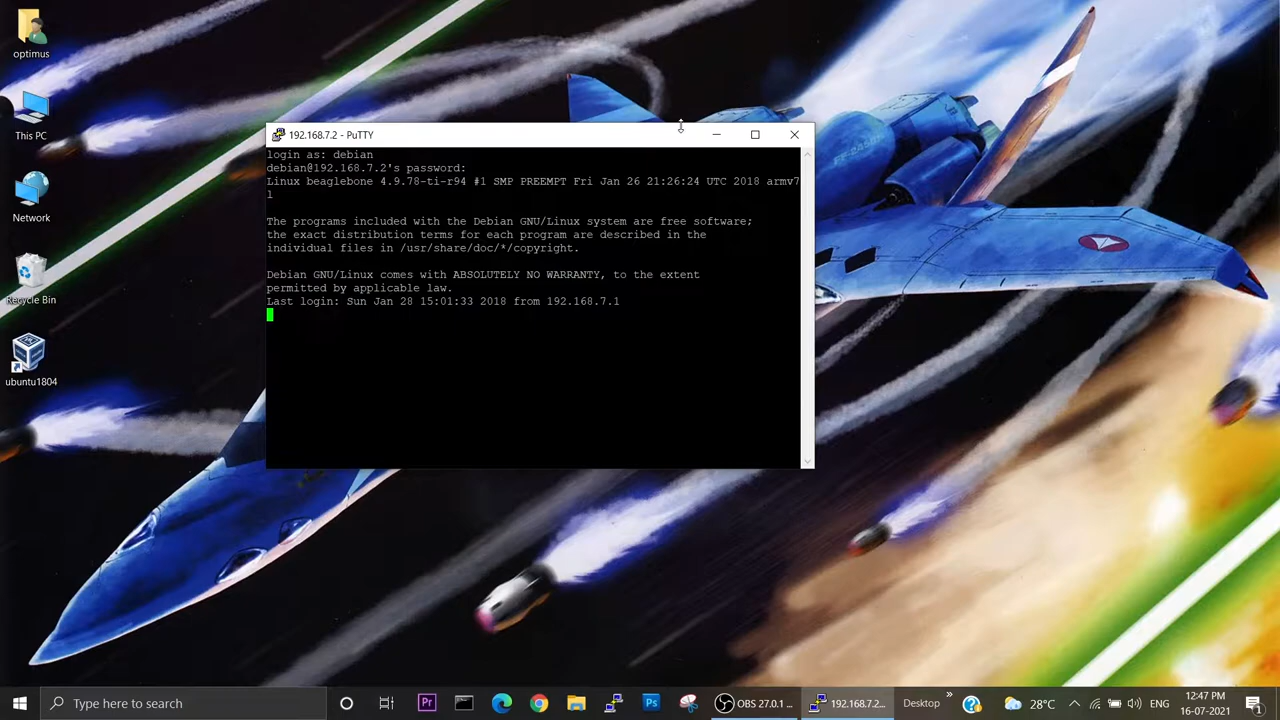 optimus
This PC
Network
Recycle Bin
ubuntu1804
192.168.7.2 - PuTTY
login as: debian
debian@192.168.7.2's password:
Linux beaglebone 4.9.78-ti-r94 #1 SMP PREEMPT Fri Jan 26 21:26:24 UTC 2018 armv7
l
The programs included with the Debian GNU/Linux system are free software;
the exact distribution terms for each program are described in the
individual files in /usr/share/doc/*/copyright.
Debian GNU/Linux comes with ABSOLUTELY NO WARRANTY, to the extent
permitted by applicable law.
Last login: Sun Jan 28 15:01:33 2018 from 192.168.7.1
Type here to search
Pr
Ps
OBS 27.0.1 ...
192.168.7.2...
Desktop
28°C
ENG
12:47 PM
16-07-2021
1